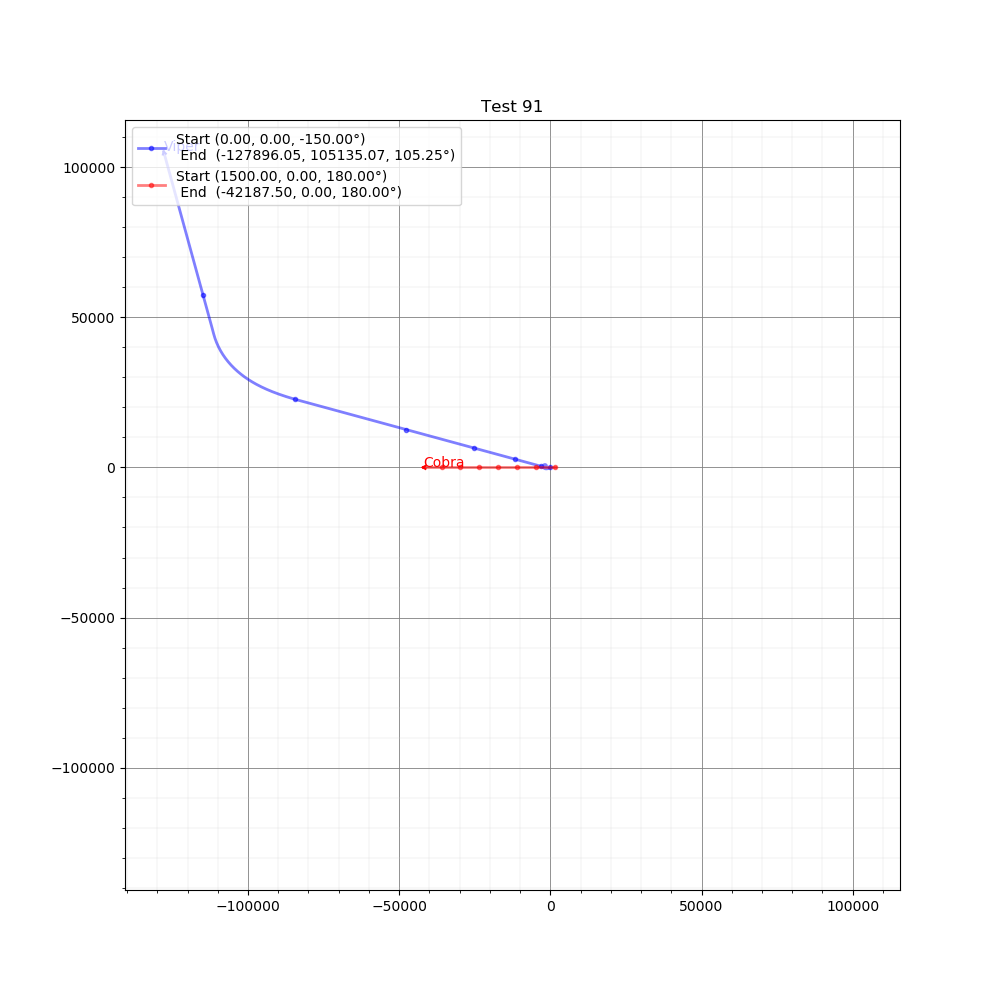 Test 91
Viper
Start (0.00, 0.00, -150.00°)
End (-127896.05, 105135.07, 105.25°)
Start (1500.00, 0.00, 180.00°)
End (-42187.50, 0.00, 180.00°)
100000
50000
0
−50000
−100000
Cobra
−100000
−50000
0
50000
100000